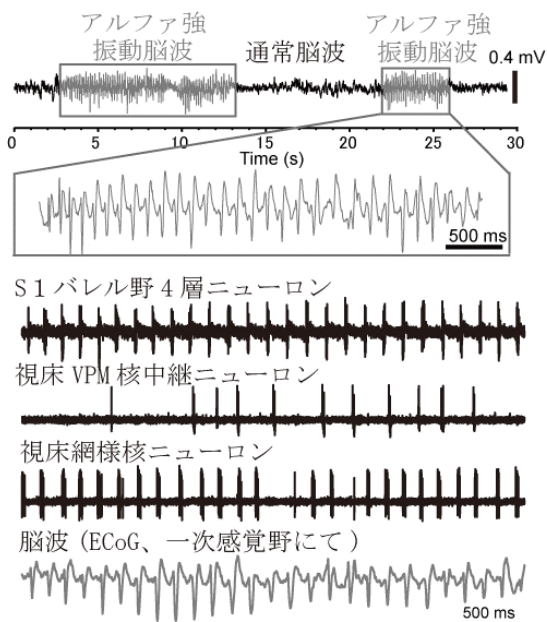 アルファ強
振動脳波
通常脳波
アルファ強
振動脳波
0.4 mV
0 5 10 15 20 25 30
Time (s)
500 ms
S1バレル野4層ニューロン
視床VPM核中継ニューロン
視床網様核ニューロン
脳波(ECoG、一次感覚野にて)
500 ms